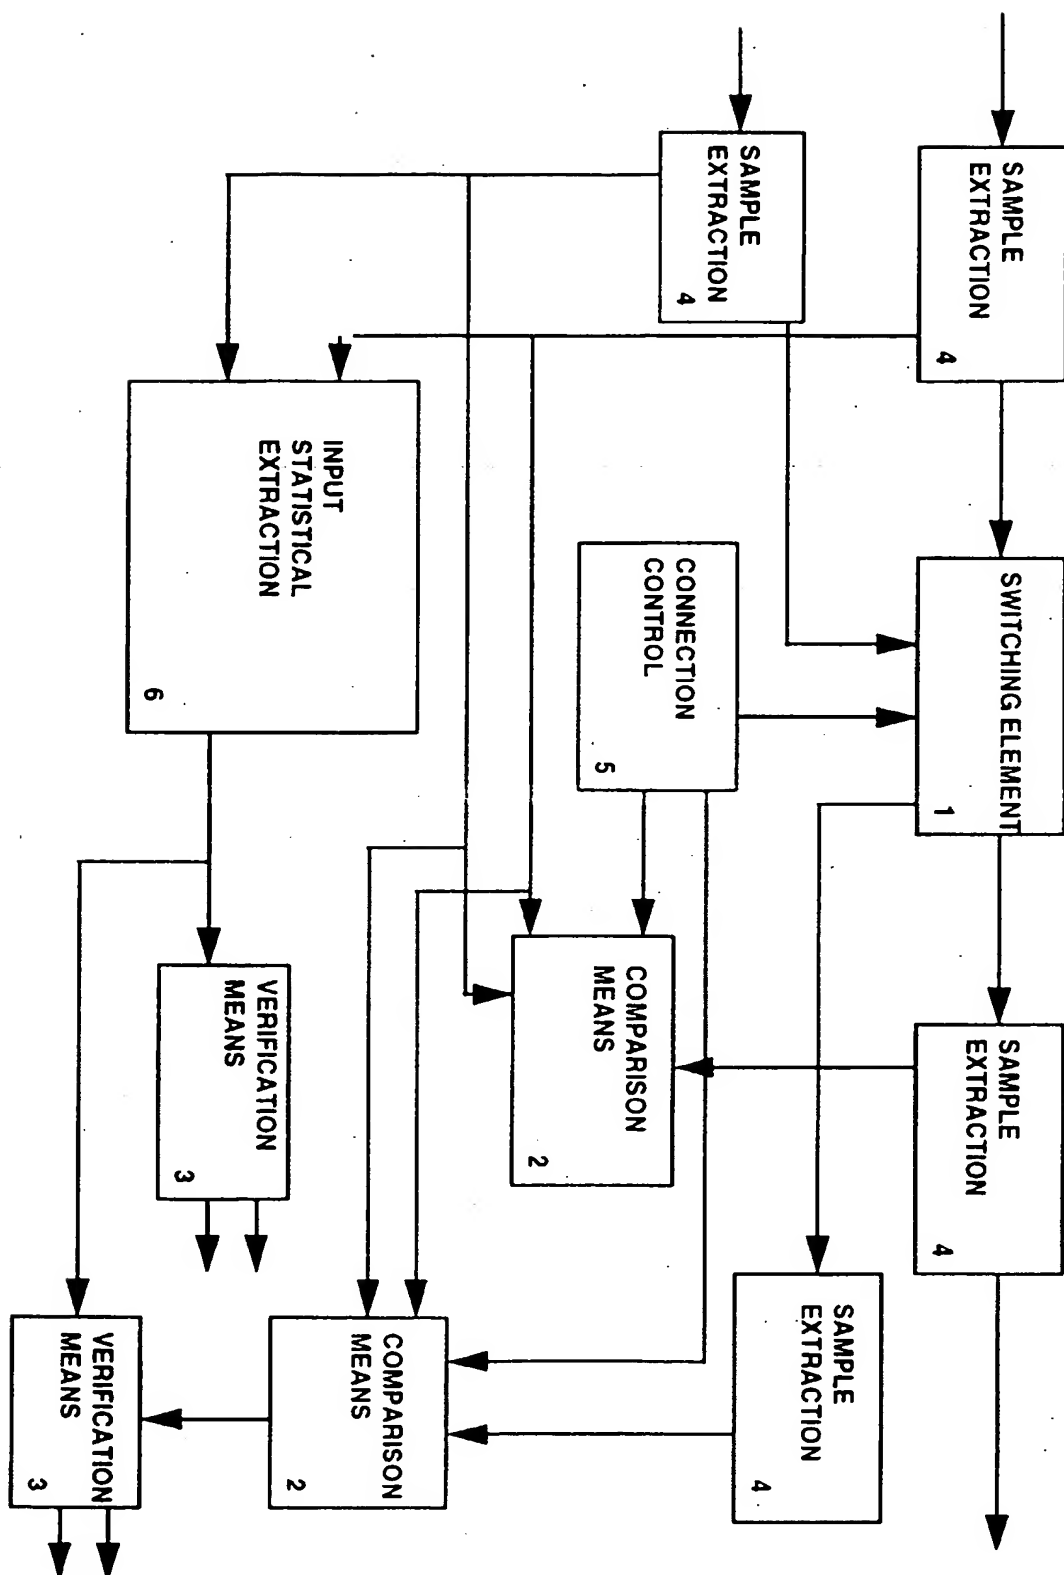 SAMPLE
EXTRACTION
4
SWITCHING ELEMENT
1
SAMPLE
EXTRACTION
4
SAMPLE
EXTRACTION
4
CONNECTION
CONTROL
5
SAMPLE
EXTRACTION
4
COMPARISON
MEANS
2
COMPARISON
MEANS
2
INPUT
STATISTICAL
EXTRACTION
6
VERIFICATION
MEANS
3
VERIFICATION
MEANS
3